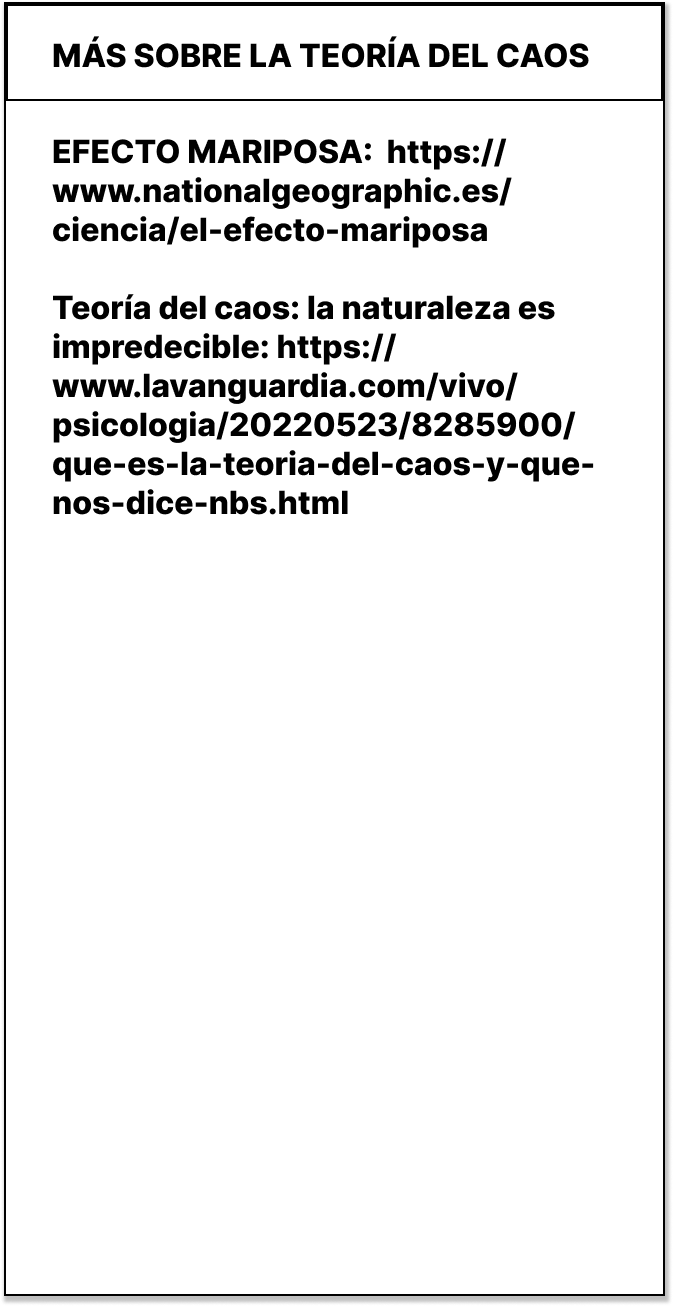 MÁS SOBRE LA TEORÍA DEL CAOS
EFECTO MARIPOSA:  https://
www.nationalgeographic.es/
ciencia/el-efecto-mariposa
Teoría del caos: la naturaleza es
impredecible: https://
www.lavanguardia.com/vivo/
psicologia/20220523/8285900/
que-es-la-teoria-del-caos-y-que-
nos-dice-nbs.html